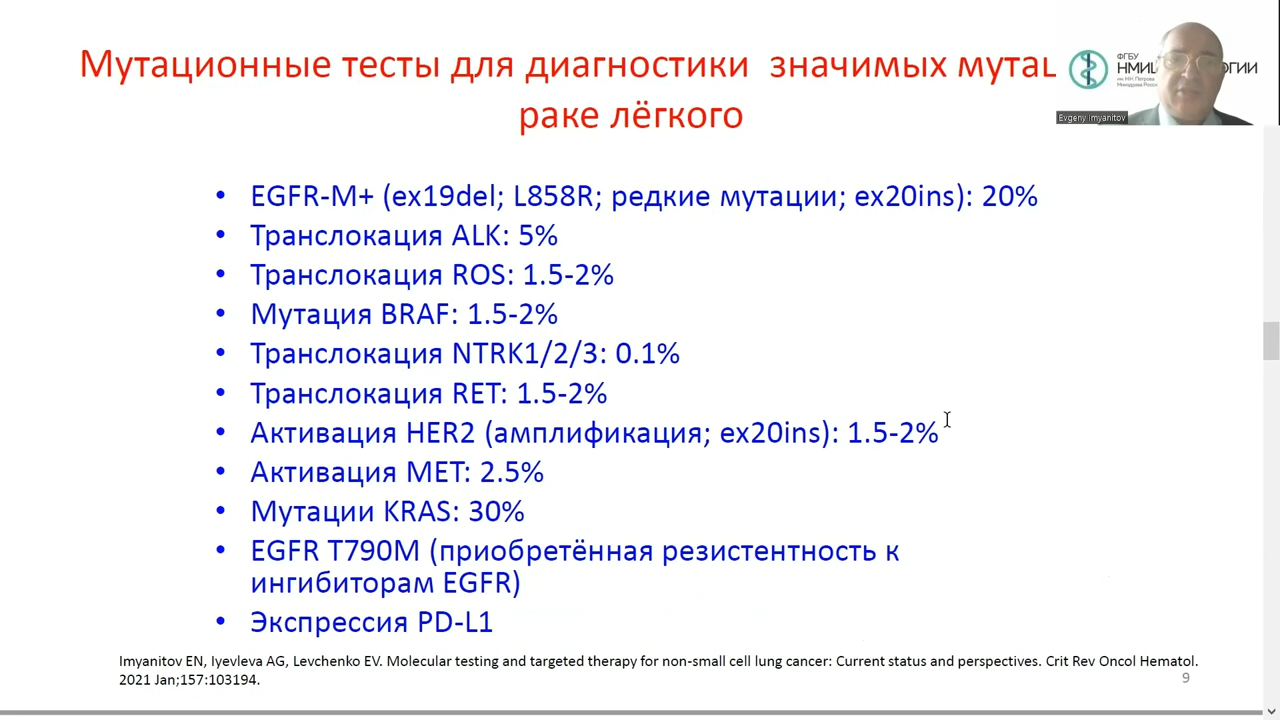 Мутационные тесты для диагностики значимых
раке лёгкого
ФГБУ
им. Н.Н. Петрова
Evgeny Imyanitov
• EGFR-M+ (ex19del; L858R; редкие мутации; ex20ins): 20%
• Транслокация ALK: 5%
• Транслокация ROS: 1.5-2%
• Мутация BRAF: 1.5-2%
• Транслокация NTRK1/2/3: 0.1%
• Транслокация RET: 1.5-2%
• Активация HER2 (амплификация; ex20ins): 1.5-2%
• Активация MET: 2.5%
• Мутации KRAS: 30%
• EGFR T790M (приобретённая резистентность к
ингибиторам EGFR)
• Экспрессия PD-L1
Imyanitov EN, Iyevleva AG, Levchenko EV. Molecular testing and targeted therapy for non-small cell lung cancer: Current status and perspectives. Crit Rev Oncol Hematol.
2021 Jan;157:103194.
9